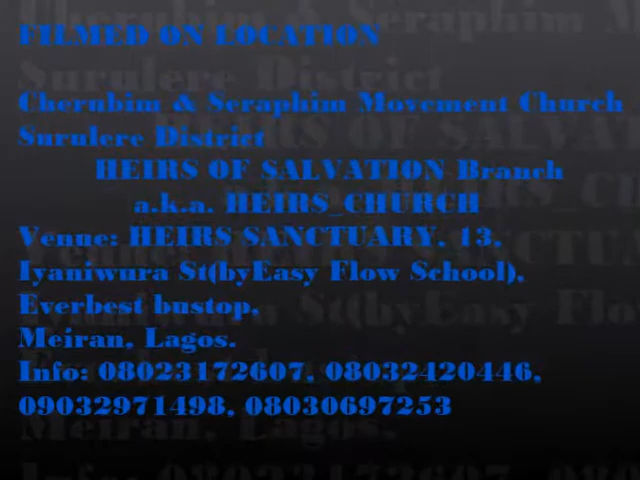 FILMED ON LOCATION
Cherubim & Seraphim Movement Church
Surulere District
HEIRS OF SALVATION Branch
a.k.a. HEIRS_CHURCH
Venue: HEIRS SANCTUARY. 13,
Iyaniwura St(byEasy Flow School),
Everbest bustop,
Meiran, Lagos.
Info: 08023172607, 08032420446,
09032971498, 08030697253